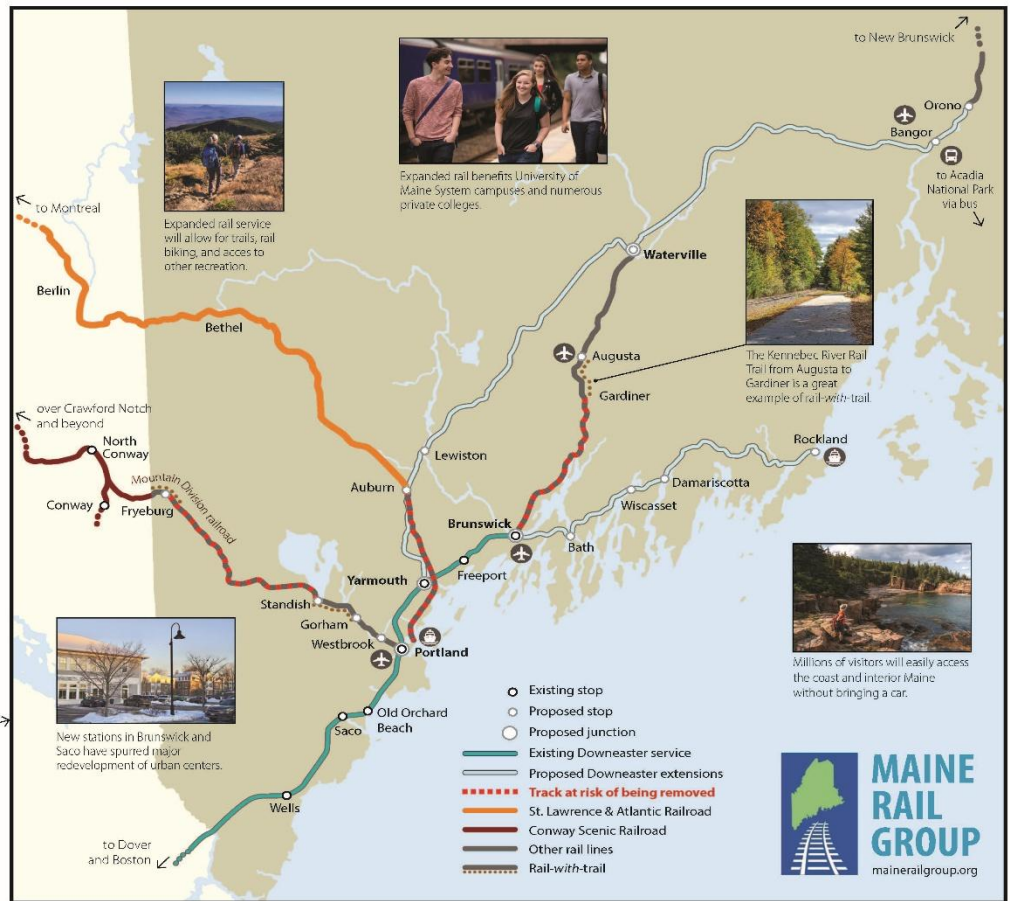 to New Brunswick
Orono
Bangor
to Acadia
National Park
via bus
Expanded rail benefits University of
Maine System campuses and numerous
private colleges.
to Montreal
Expanded rail service
will allow for trails, rail
biking, and acces to
other recreation.
Waterville
Berlin
Bethel
Augusta
Gardiner
The Kennebec River Rail
Trail from Augusta to
Gardiner is a great
example of rail-with-trail.
over Crawford Notch
and beyond
North
Conway
Mountain Division railroad
Conway
Fryeburg
Lewiston
Auburn
Rockland
Damariscotta
Wiscasset
Brunswick
Bath
Freeport
Yarmouth
Standish
Gorham
Westbrook
Portland
Millions of visitors will easily access
the coast and interior Maine
without bringing a car.
New stations in Brunswick and
Saco have spurred major
redevelopment of urban centers.
Old Orchard
Beach
Saco
Wells
to Dover
and Boston
Existing stop
Proposed stop
Proposed junction
Existing Downeaster service
Proposed Downeaster extensions
Track at risk of being removed
St. Lawrence & Atlantic Railroad
Conway Scenic Railroad
Other rail lines
Rail-with-trail
MAINE
RAIL
GROUP
mainerailgroup.org